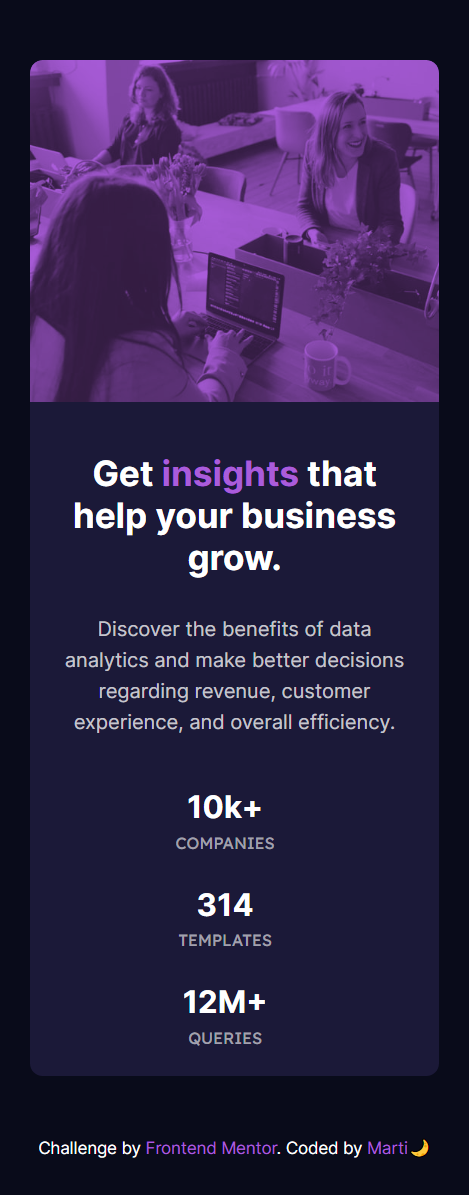 Get insights that
help your business
grow.
Discover the benefits of data
analytics and make better decisions
regarding revenue, customer
experience, and overall efficiency.
10k+
COMPANIES
314
TEMPLATES
12M+
QUERIES
Challenge by Frontend Mentor. Coded by Marti🌙